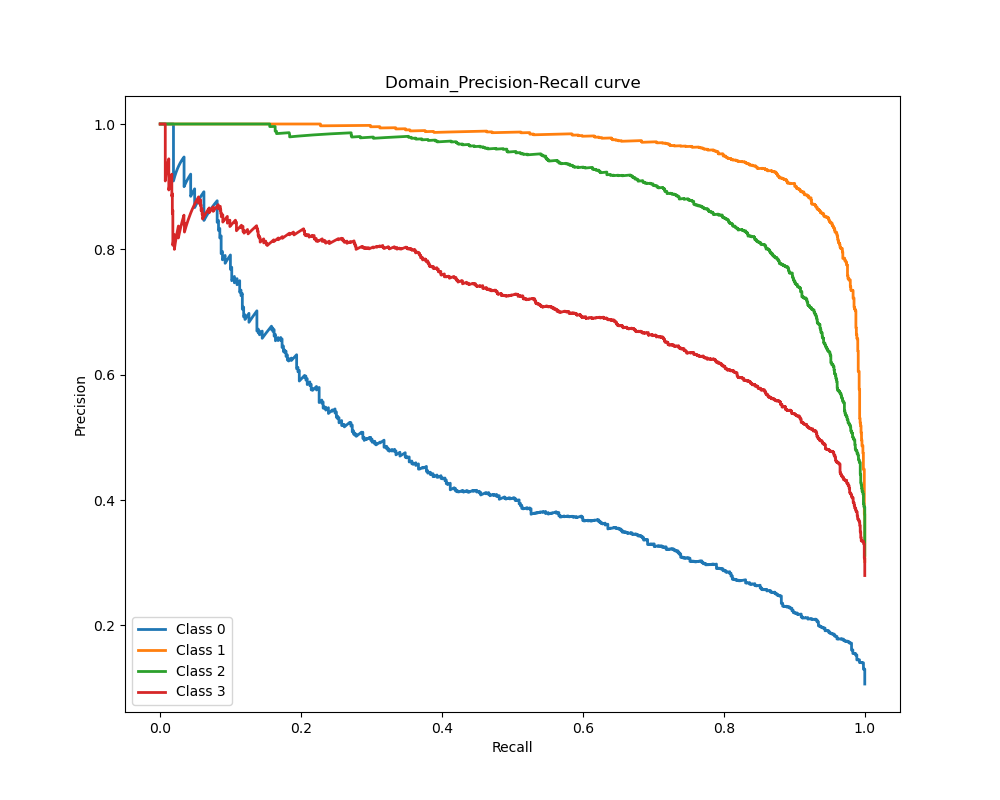 Domain_Precision-Recall curve
1.0
0.8
0.6
0.4
0.2
Precision
Class 0
Class 1
Class 2
Class 3
0.0 0.2 0.4 0.6 0.8 1.0
Recall